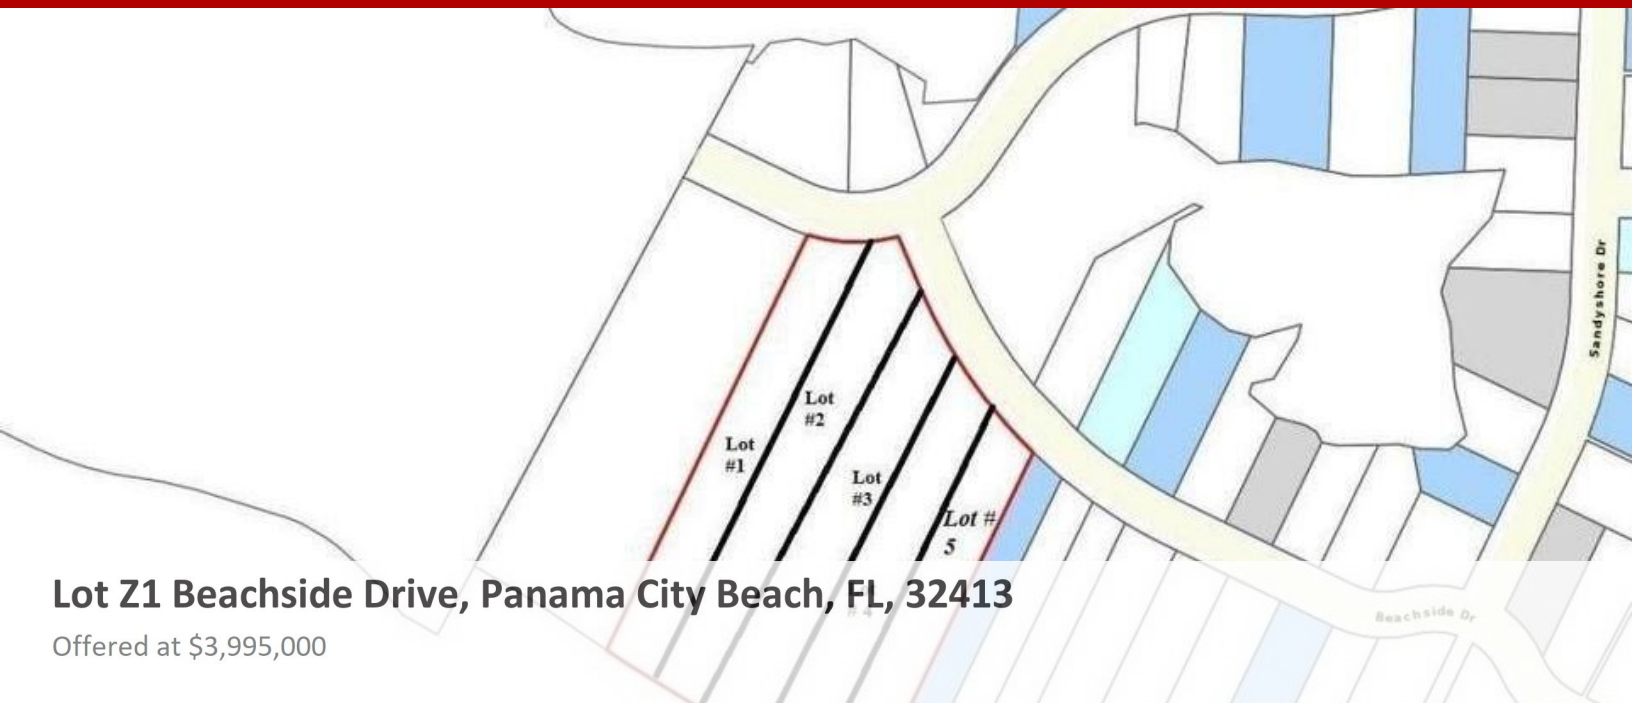 Sandyshore Dr
Lot
#2
Lot
#1
Lot
#3
Lot #
5
# 4
Lot Z1 Beachside Drive, Panama City Beach, FL, 32413
Beachside Dr
Offered at $3,995,000